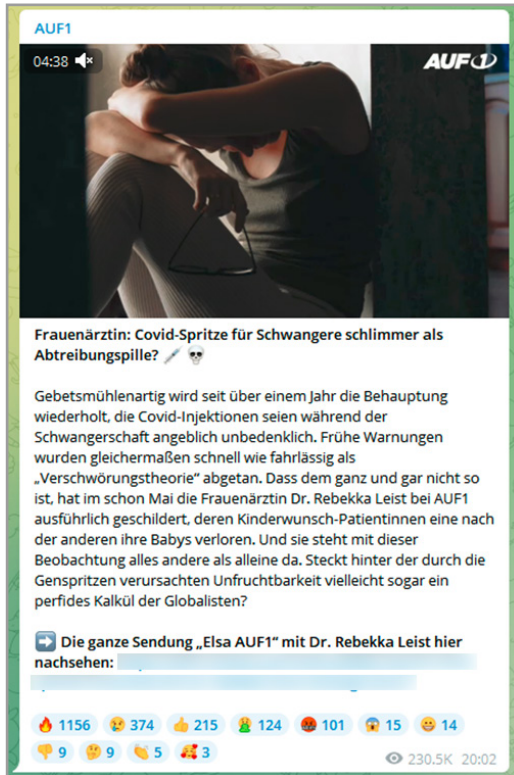 AUF1
04:38
AUF1
Frauenärztin: Covid-Spritze für Schwangere schlimmer als
Abtreibungspille? 💉 💀
Gebetsmühlenartig wird seit über einem Jahr die Behauptung
wiederholt, die Covid-Injektionen seien während der
Schwangerschaft angeblich unbedenklich. Frühe Warnungen
wurden gleichermaßen schnell wie fahrlässig als
„Verschwörungstheorie“ abgetan. Dass dem ganz und gar nicht so
ist, hat im schon Mai die Frauenärztin Dr. Rebekka Leist bei AUF1
ausführlich geschildert, deren Kinderwunsch-Patientinnen eine nach
der anderen ihre Babys verloren. Und sie steht mit dieser
Beobachtung alles andere als alleine da. Steckt hinter der durch die
Genspritzen verursachten Unfruchtbarkeit vielleicht sogar ein
perfides Kalkül der Globalisten?
➡️ Die ganze Sendung „Elsa AUF1“ mit Dr. Rebekka Leist hier
nachsehen:
🔥 1156 😢 374 👍 215 🤮 124 🤬 101 😱 15 😁 14
👎 9 🤔 9 👏 5 🥰 3
230.5K 20:02